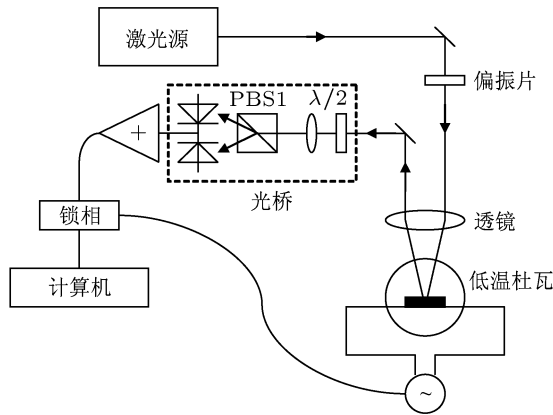 激光源
偏振片
PBS1 λ/2
+
光桥
锁相
透镜
计算机
低温杜瓦
~